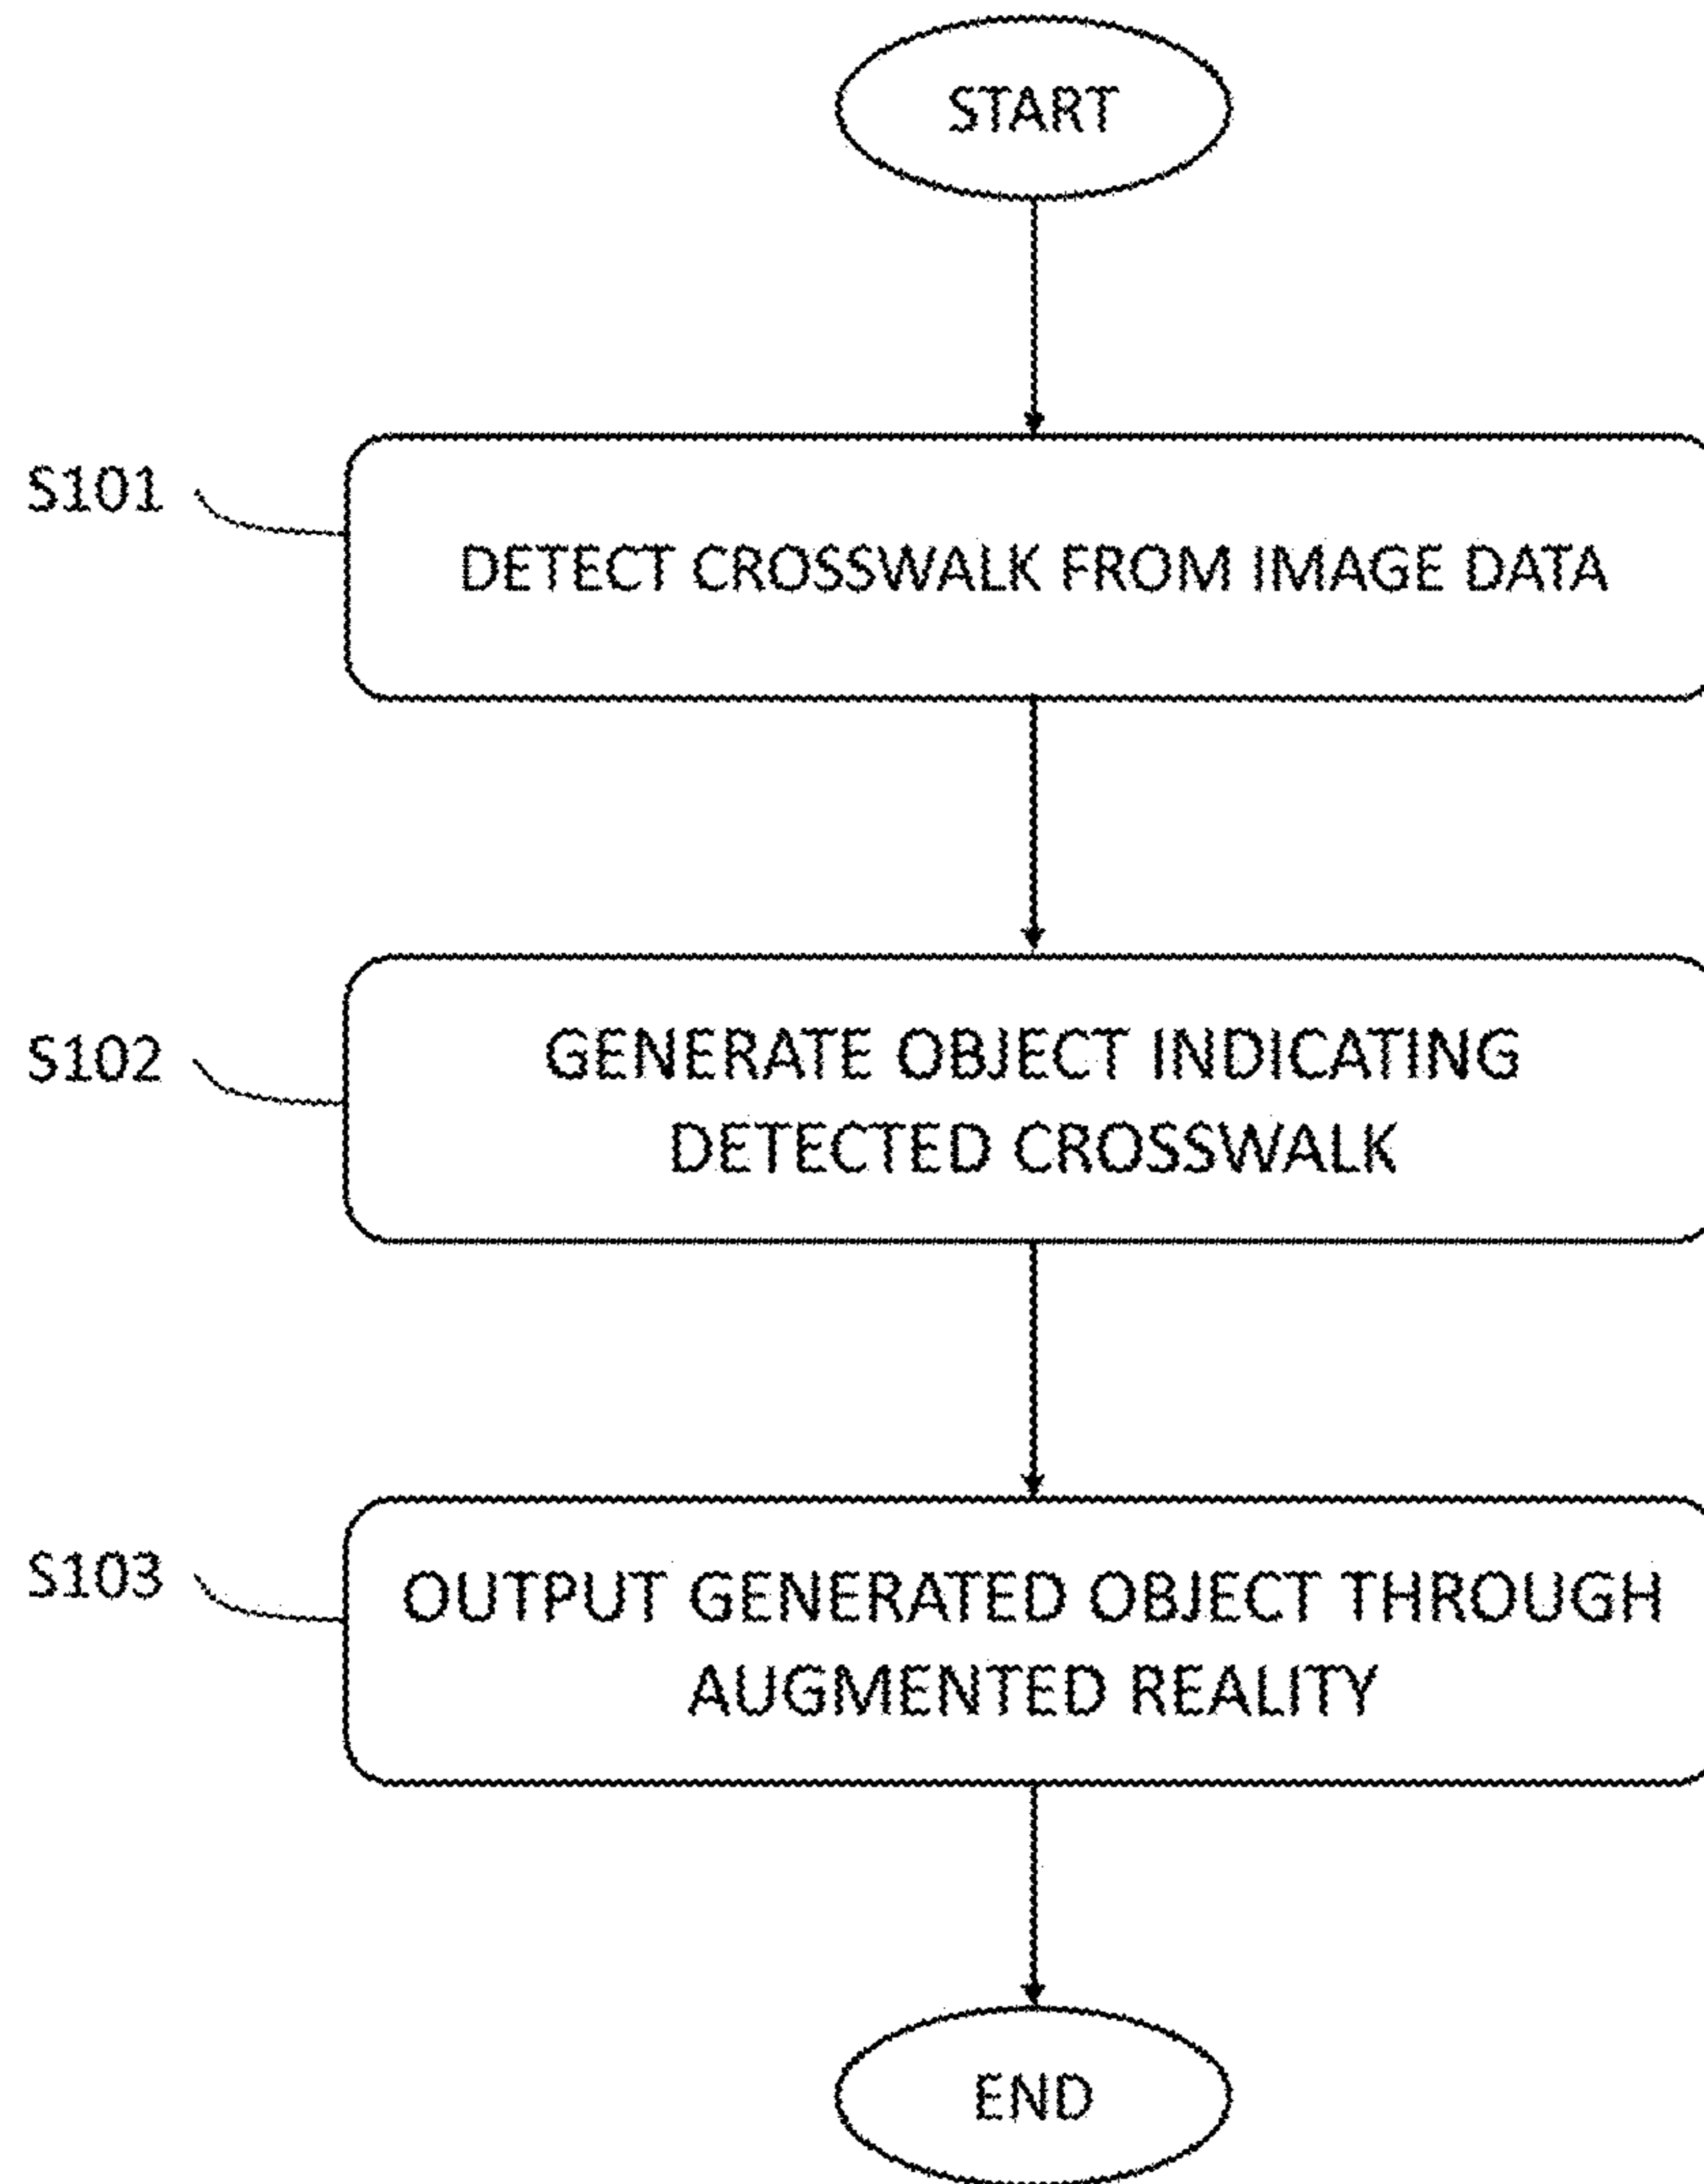 START
S101
DETECT CROSSWALK FROM IMAGE DATA
S102
GENERATE OBJECT INDICATING
DETECTED CROSSWALK
S103
OUTPUT GENERATED OBJECT THROUGH
AUGMENTED REALITY
END